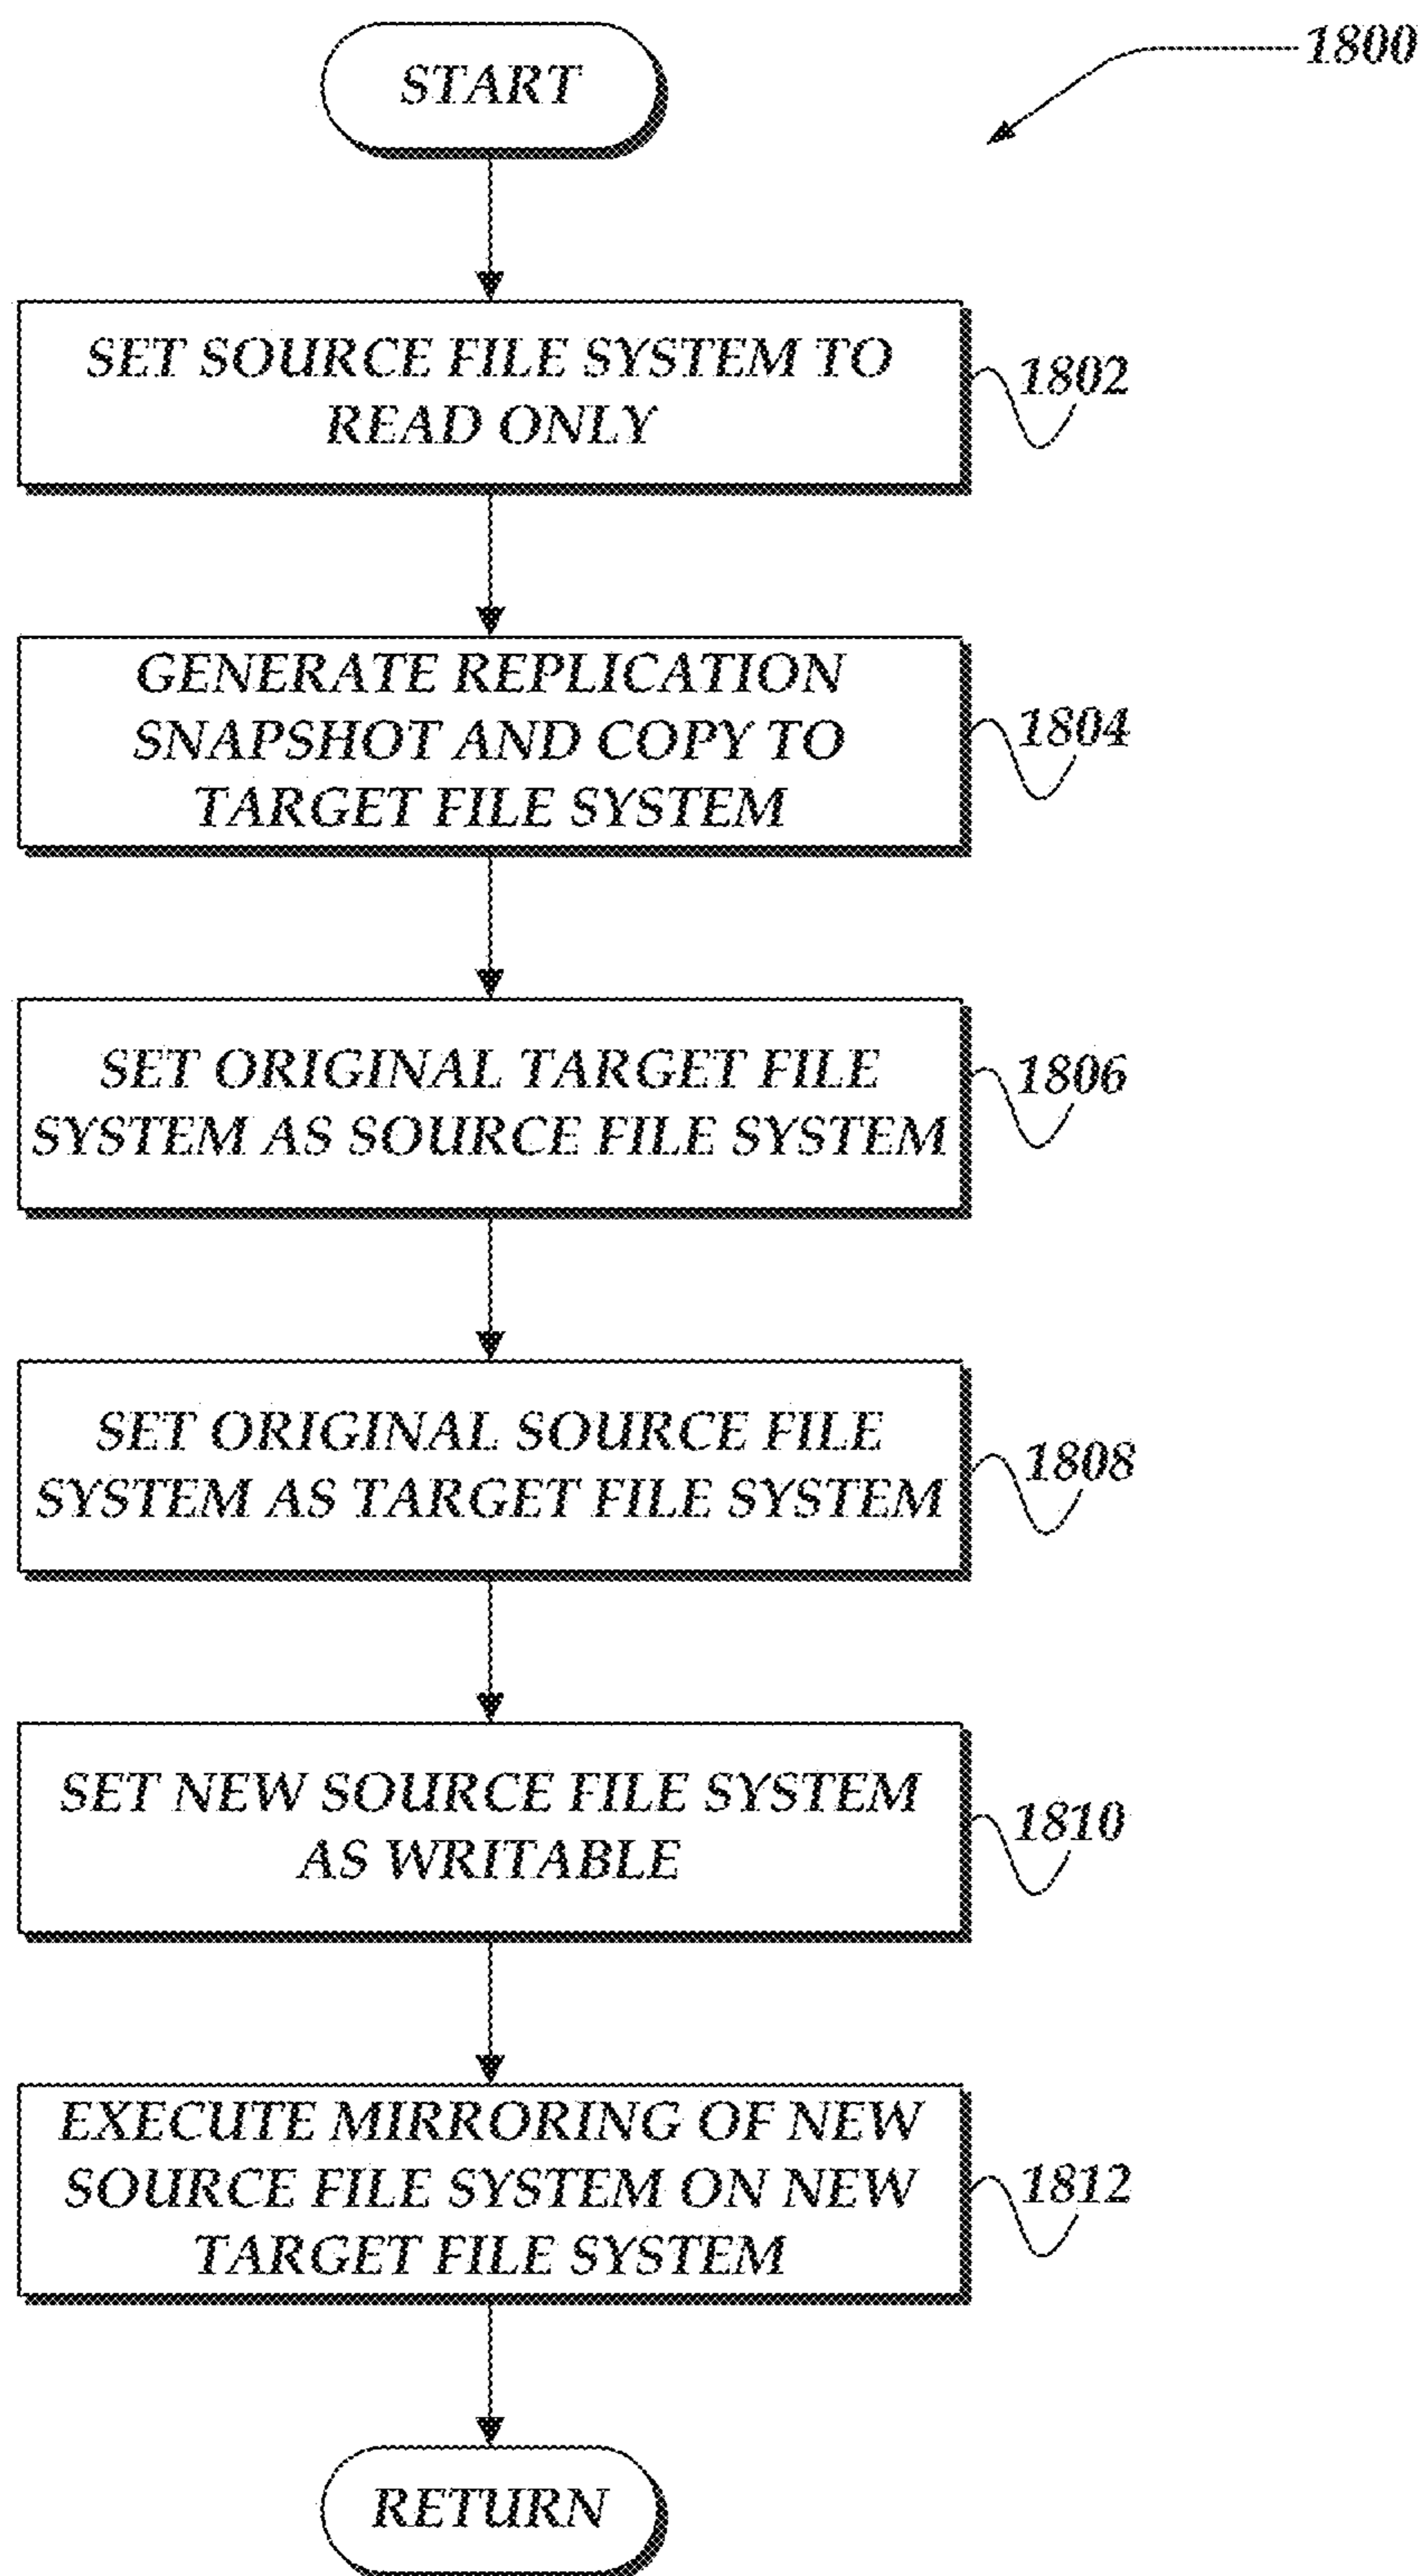 1800
START
SET SOURCE FILE SYSTEM TO
READ ONLY
1802
GENERATE REPLICATION
SNAPSHOT AND COPY TO
TARGET FILE SYSTEM
1804
SET ORIGINAL TARGET FILE
SYSTEM AS SOURCE FILE SYSTEM
1806
SET ORIGINAL SOURCE FILE
SYSTEM AS TARGET FILE SYSTEM
1808
SET NEW SOURCE FILE SYSTEM
AS WRITABLE
1810
EXECUTE MIRRORING OF NEW
SOURCE FILE SYSTEM ON NEW
TARGET FILE SYSTEM
1812
RETURN